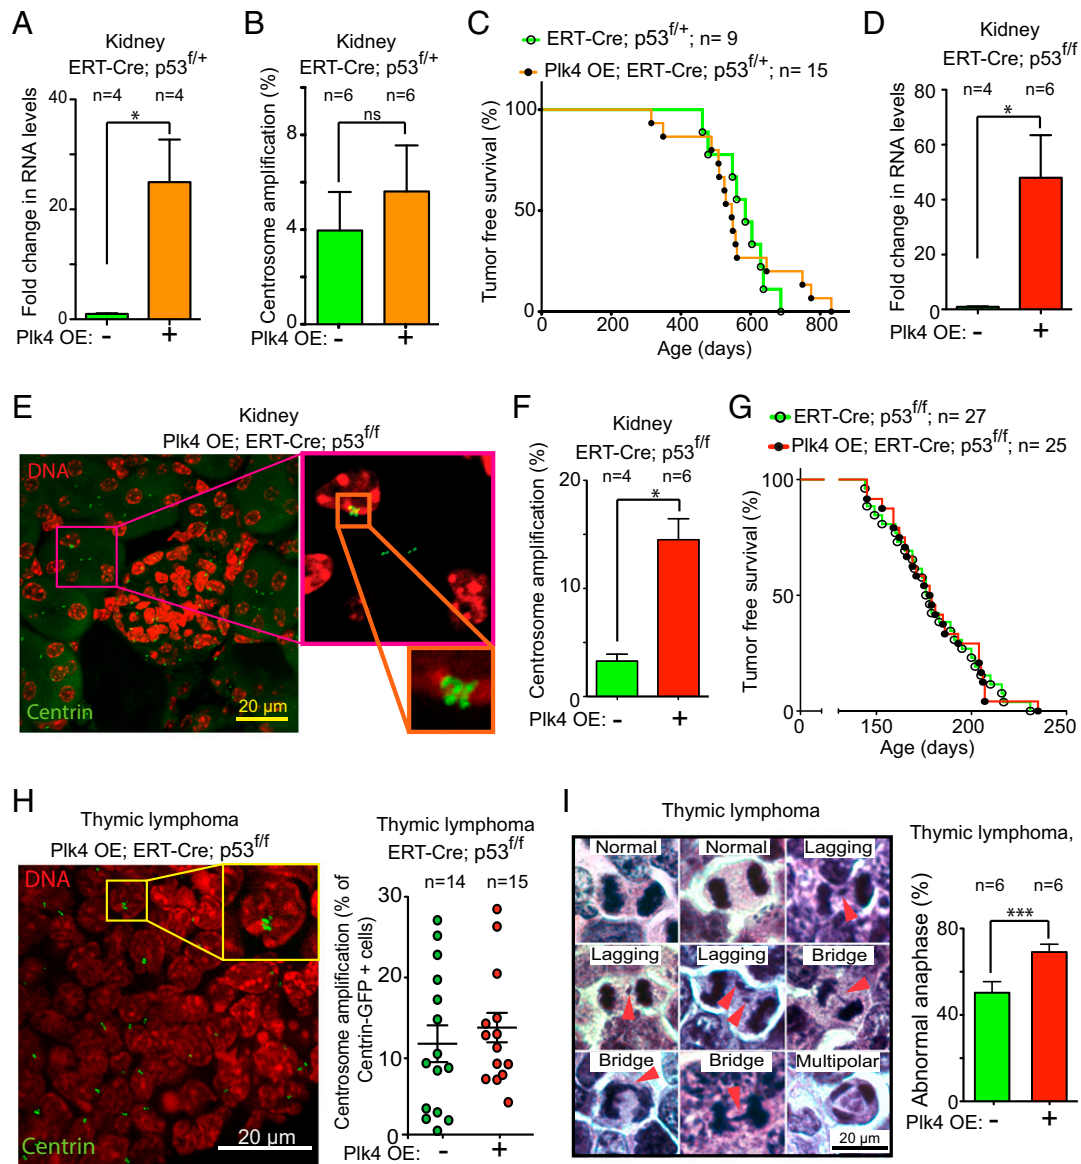 A
Kidney
ERT-Cre; p53f/+
n=4 n=4
*
40
20
0
Fold change in RNA levels
Plk4 OE: - +
B
Kidney
ERT-Cre; p53f/+
n=6 n=6
ns
8
4
0
Centrosome amplification (%)
Plk4 OE: - +
C
ERT-Cre; p53f/+; n= 9
Plk4 OE; ERT-Cre; p53f/+; n= 15
100
50
0
Tumor free survival (%)
0 200 400 600 800
Age (days)
D
Kidney
ERT-Cre; p53f/f
n=4 n=6
*
80
60
40
20
0
Fold change in RNA levels
Plk4 OE: - +
E
Kidney
Plk4 OE; ERT-Cre; p53f/f
DNA
Centrin
20 µm
F
Kidney
ERT-Cre; p53f/f
n=4 n=6
*
20
10
0
Centrosome amplification (%)
Plk4 OE: - +
G
ERT-Cre; p53f/f; n= 27
Plk4 OE; ERT-Cre; p53f/f; n= 25
100
50
0
Tumor free survival (%)
0 150 200 250
Age (days)
H
Thymic lymphoma
Plk4 OE; ERT-Cre; p53f/f
DNA
Centrin
20 µm
Thymic lymphoma
ERT-Cre; p53f/f
n=14 n=15
30
20
10
0
Centrosome amplification (% of
Centrin-GFP + cells)
Plk4 OE: - +
I
Thymic lymphoma
Normal Normal Lagging
Lagging Lagging Bridge
Bridge Bridge Multipolar
20 µm
Thymic lymphoma,
n=6 n=6
***
80
40
0
Abnormal anaphase (%)
Plk4 OE: - +